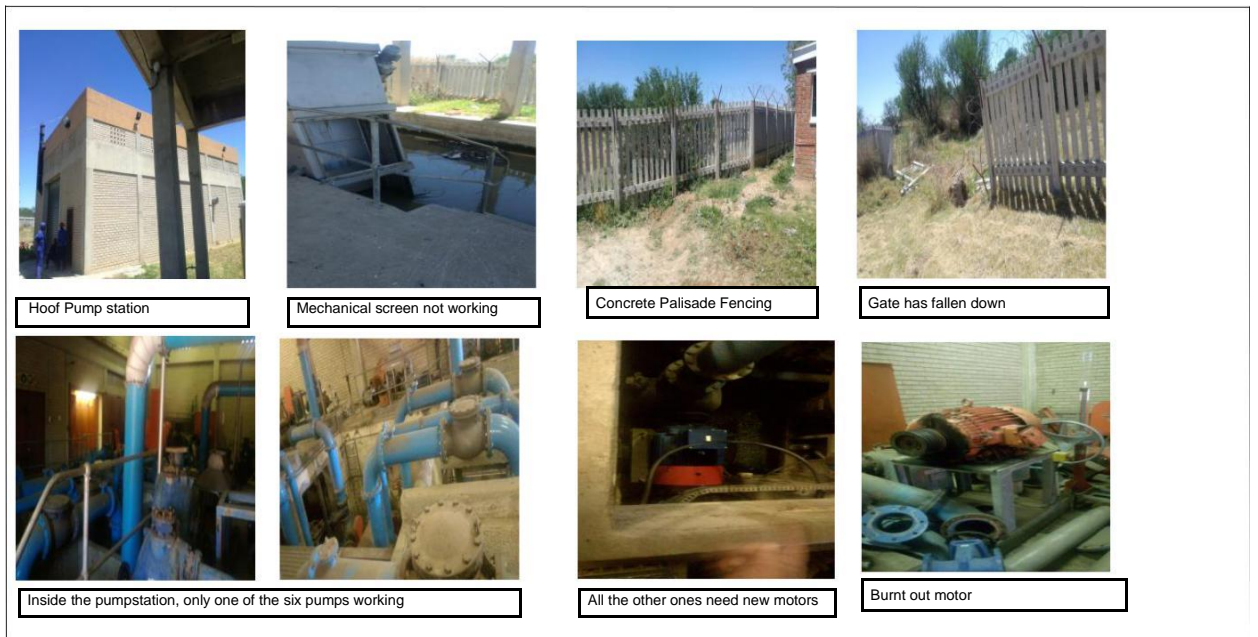 Hoof Pump station
Mechanical screen not working
Concrete Palisade Fencing
Gate has fallen down
Inside the pumpstation, only one of the six pumps working
All the other ones need new motors
Burnt out motor